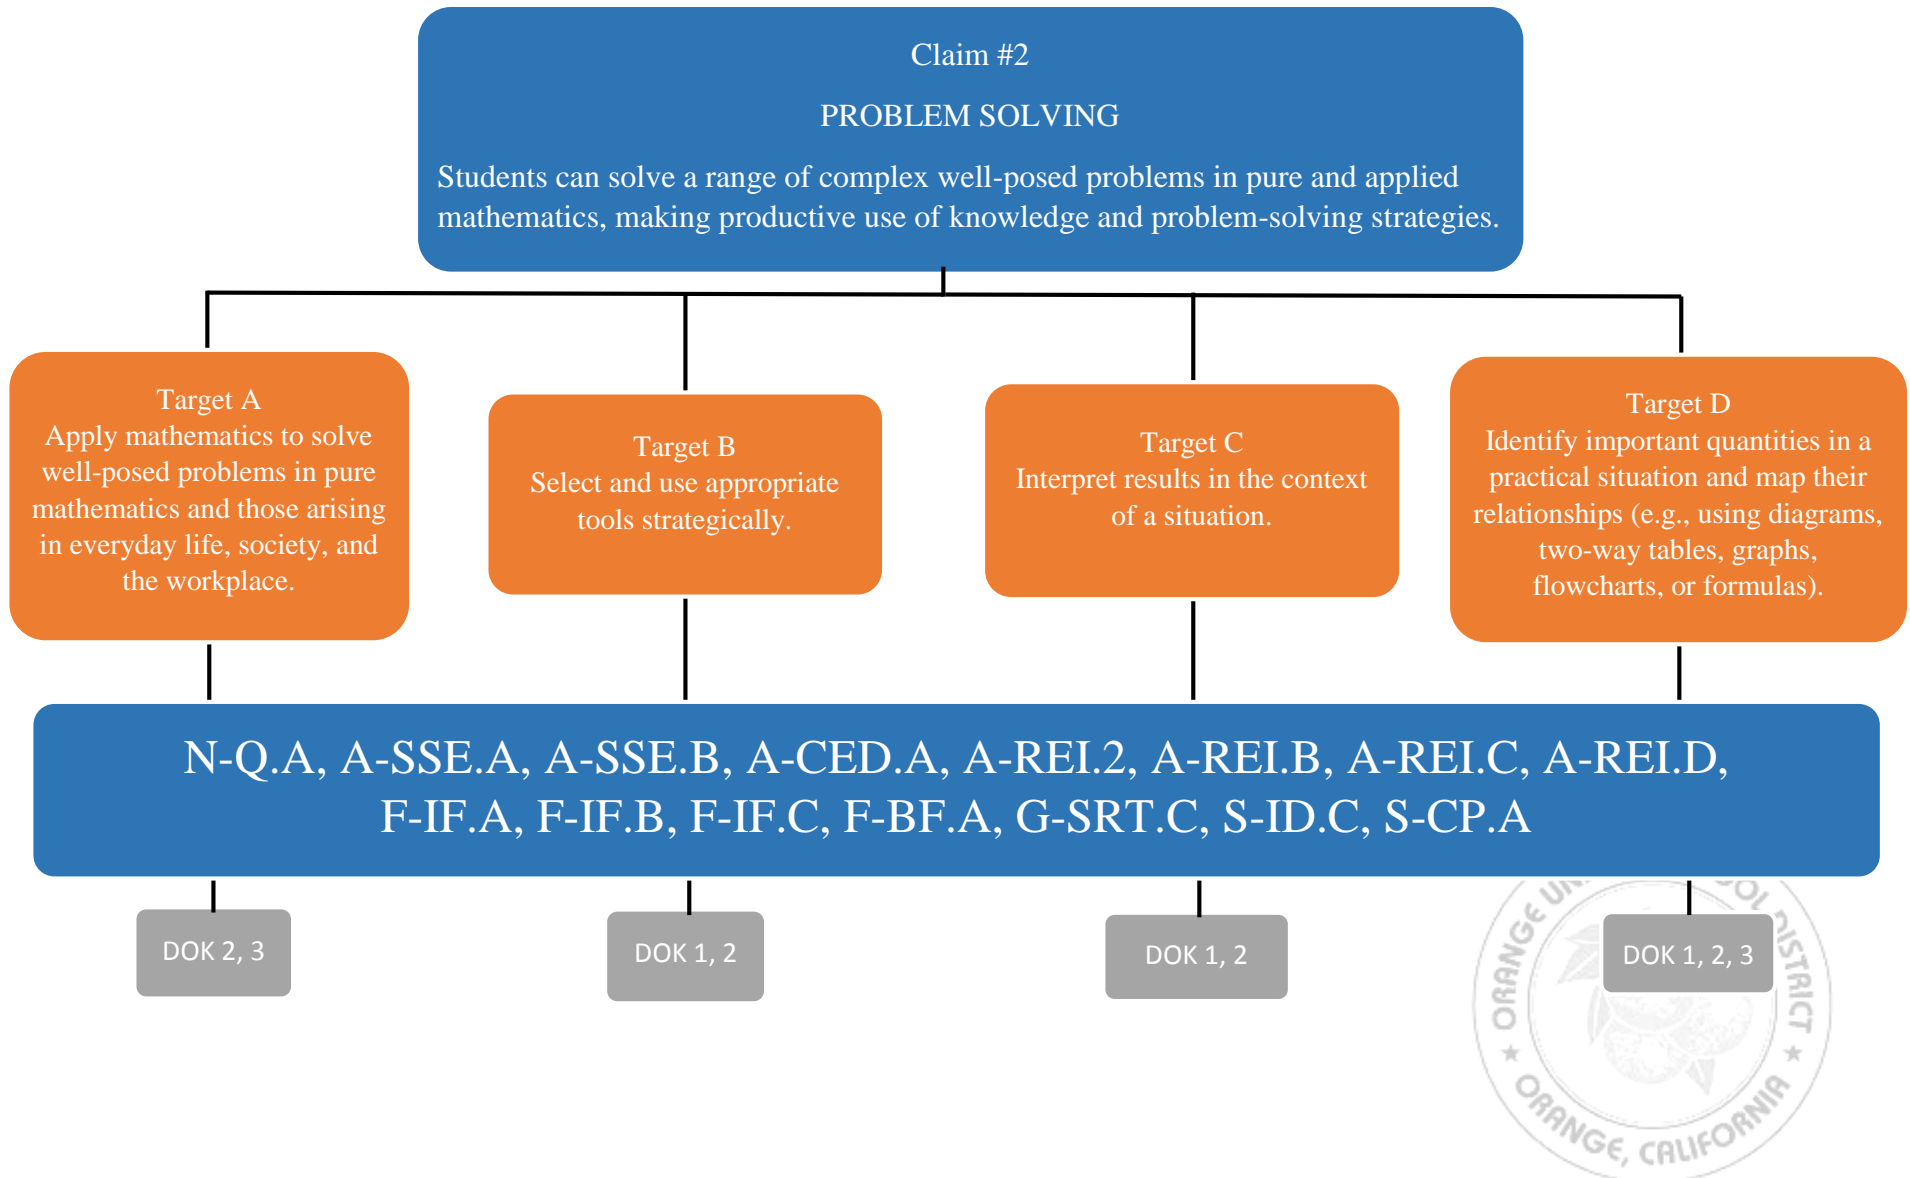 Claim #2
PROBLEM SOLVING
Students can solve a range of complex well-posed problems in pure and applied
mathematics, making productive use of knowledge and problem-solving strategies.
Target A
Apply mathematics to solve
well-posed problems in pure
mathematics and those arising
in everyday life, society, and
the workplace.
Target B
Select and use appropriate
tools strategically.
Target C
Interpret results in the context
of a situation.
Target D
Identify important quantities in a
practical situation and map their
relationships (e.g., using diagrams,
two-way tables, graphs,
flowcharts, or formulas).
N-Q.A, A-SSE.A, A-SSE.B, A-CED.A, A-REI.2, A-REI.B, A-REI.C, A-REI.D,
F-IF.A, F-IF.B, F-IF.C, F-BF.A, G-SRT.C, S-ID.C, S-CP.A
DOK 2, 3
DOK 1, 2
DOK 1, 2
DOK 1, 2, 3
ORANGE DISTRICT
ORANGE, CALIFORNIA